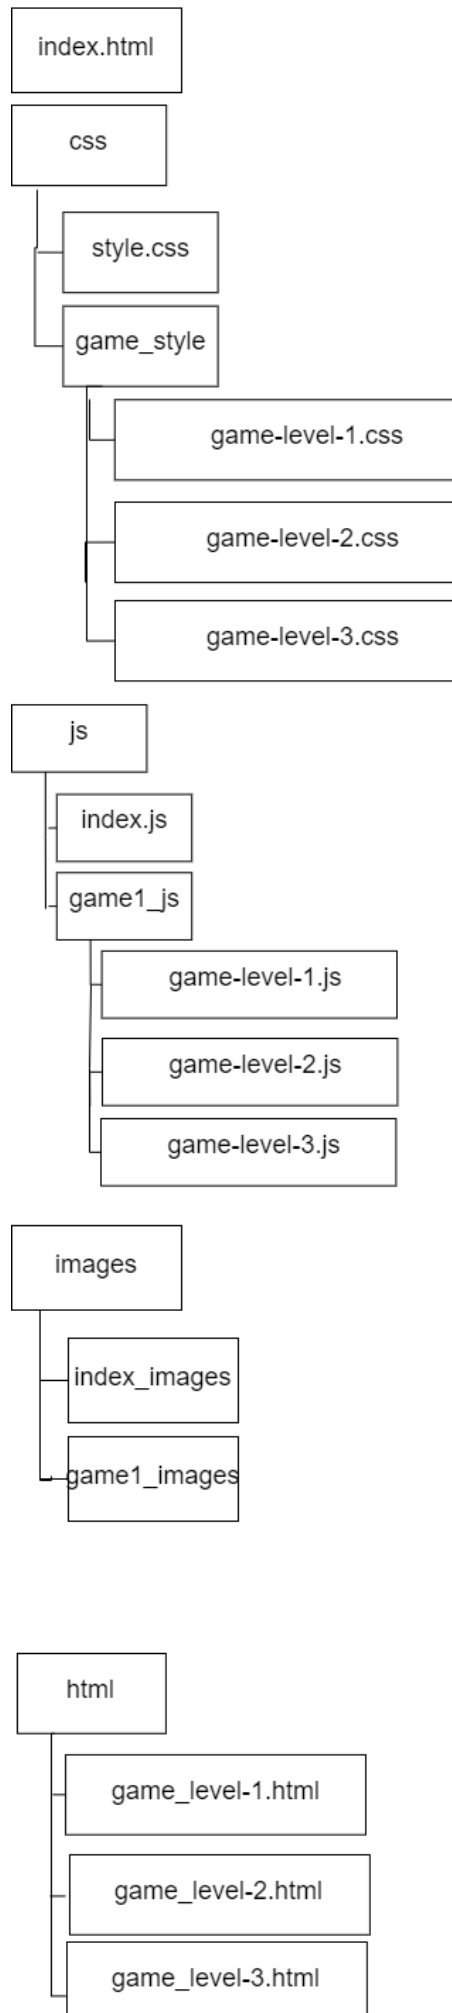 index.html
css
style.css
game_style
game-level-1.css
game-level-2.css
game-level-3.css
js
index.js
game1_js
game-level-1.js
game-level-2.js
game-level-3.js
images
index_images
game1_images
html
game_level-1.html
game_level-2.html
game_level-3.html